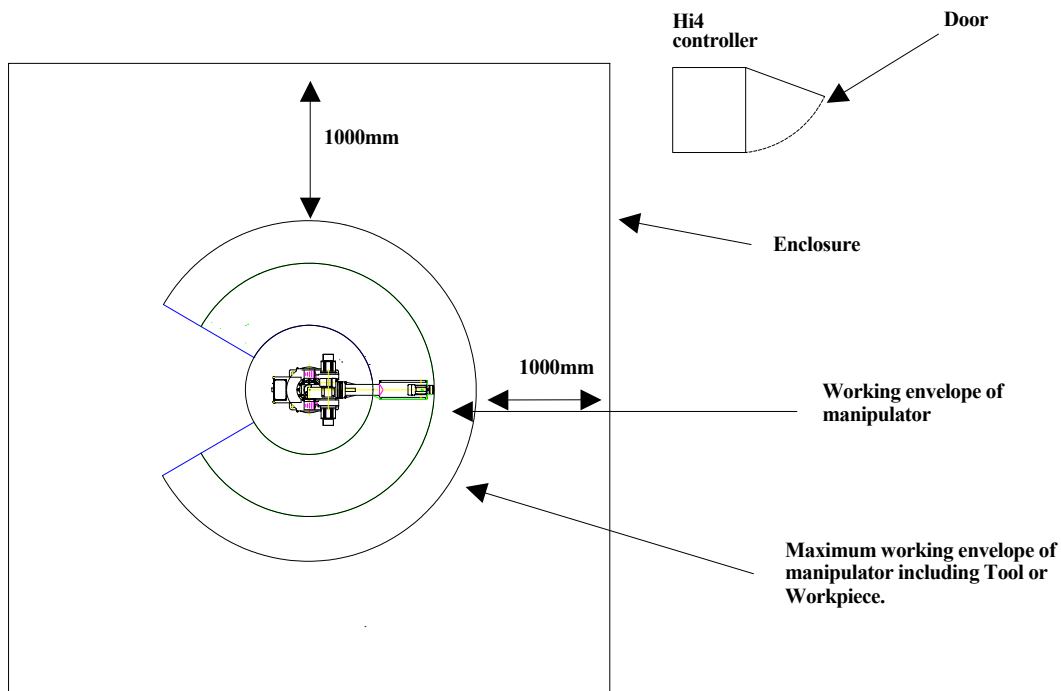 Hi4
controller
Door
1000mm
Enclosure
1000mm
Working envelope of
manipulator
Maximum working envelope of
manipulator including Tool or
Workpiece.